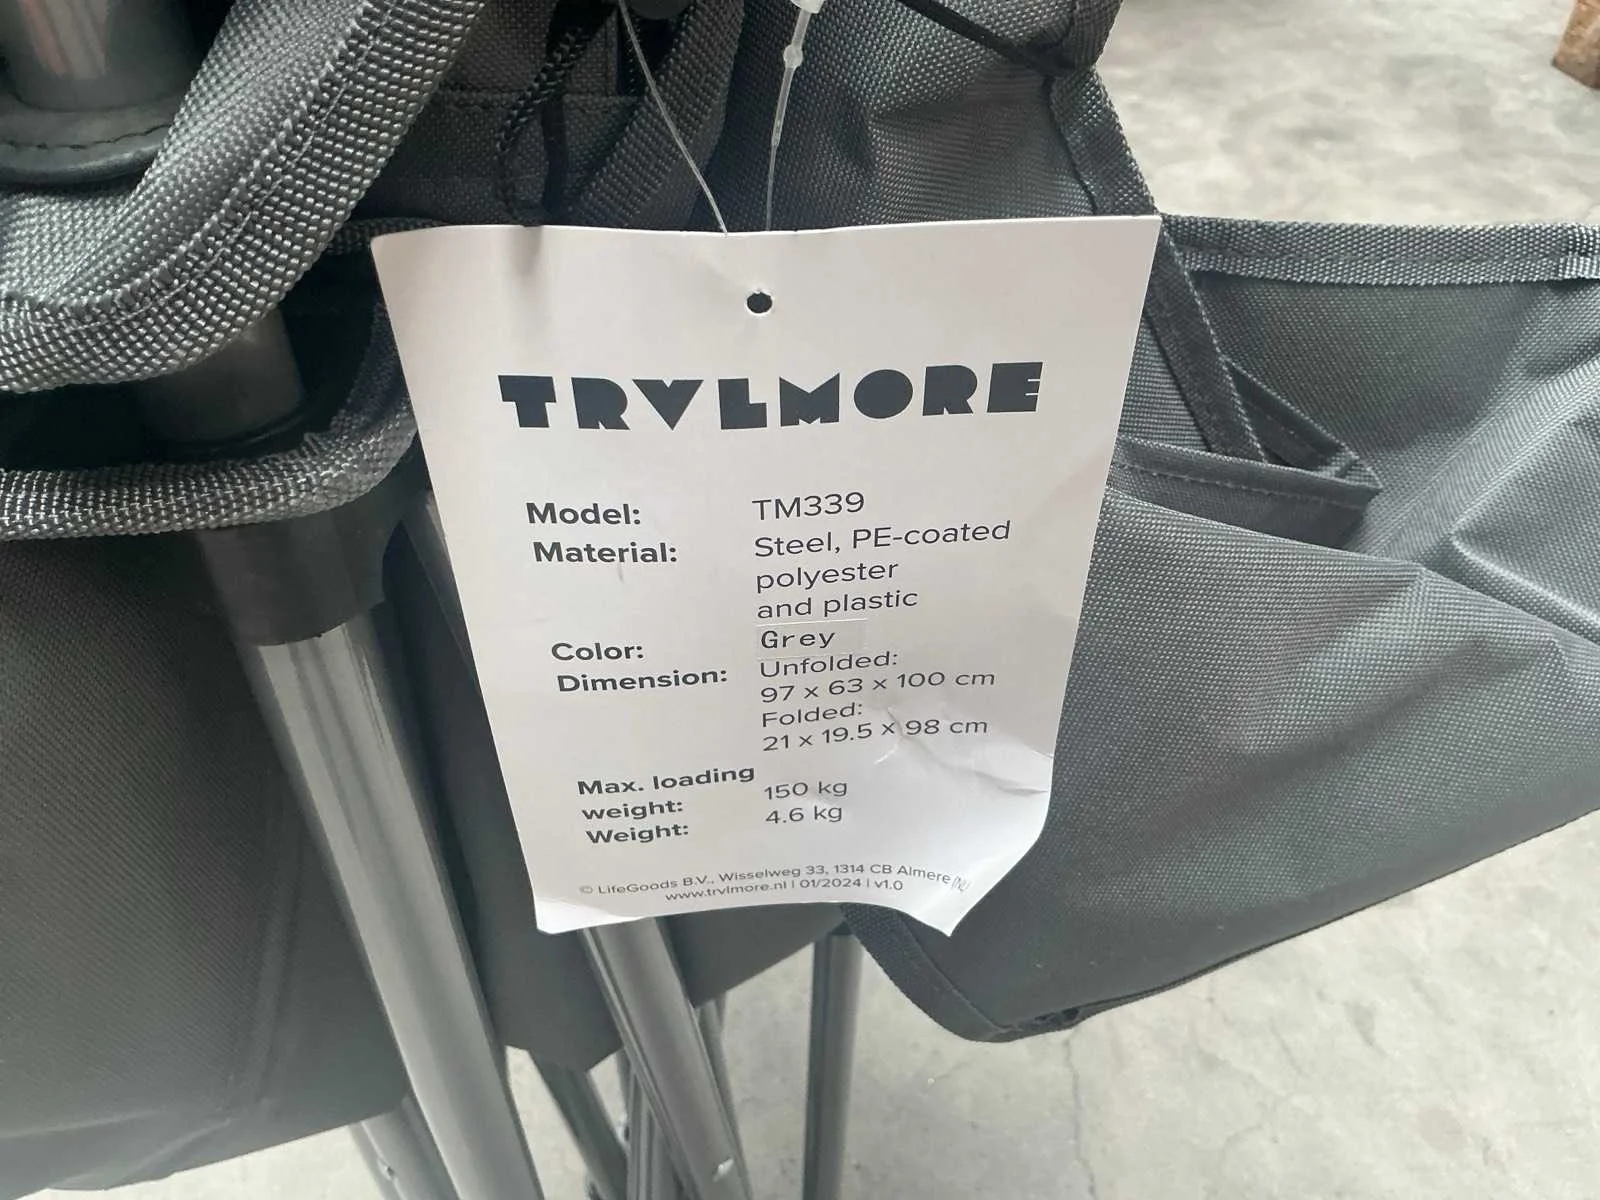 TRVLMORE
Model: TM339
Material: Steel, PE-coated
polyester
and plastic
Color: Grey
Dimension: Unfolded:
97 x 63 x 100 cm
Folded:
21 x 19.5 x 98 cm
Max. loading
weight: 150 kg
Weight: 4.6 kg
© LifeGoods B.V., Wisselweg 33, 1314 CB Almere (NL)
www.trvlmore.nl | 01/2024 | v1.0